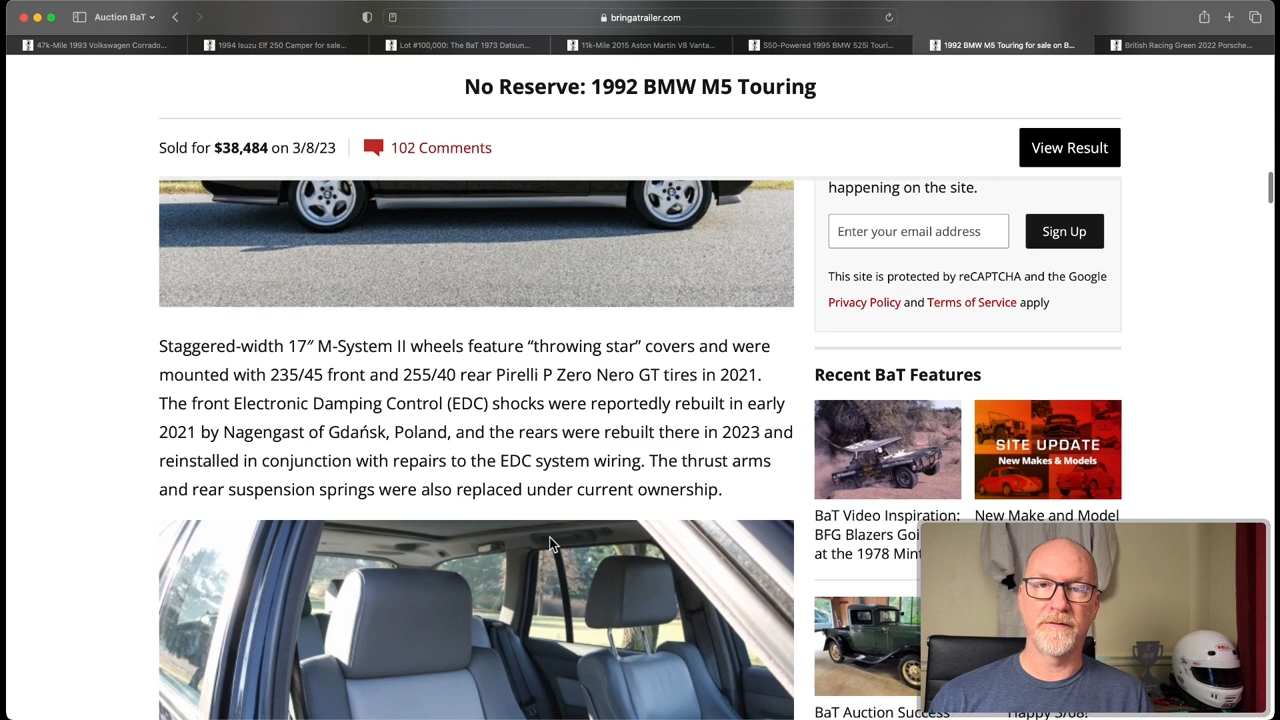 Auction BaT
bringatrailer.com
47k-Mile 1993 Volkswagen Corrado...
1994 Isuzu Elf 250 Camper for sale...
Lot #100,000: The BaT 1973 Datsun...
11k-Mile 2015 Aston Martin V8 Vanta...
S50-Powered 1995 BMW 525i Touri...
1992 BMW M5 Touring for sale on B...
British Racing Green 2022 Porsche...
No Reserve: 1992 BMW M5 Touring
Sold for $38,484 on 3/8/23
102 Comments
View Result
happening on the site.
Enter your email address
Sign Up
This site is protected by reCAPTCHA and the Google
Privacy Policy and Terms of Service apply
Staggered-width 17″ M-System II wheels feature “throwing star” covers and were
mounted with 235/45 front and 255/40 rear Pirelli P Zero Nero GT tires in 2021.
The front Electronic Damping Control (EDC) shocks were reportedly rebuilt in early
2021 by Nagengast of Gdańsk, Poland, and the rears were rebuilt there in 2023 and
reinstalled in conjunction with repairs to the EDC system wiring. The thrust arms
and rear suspension springs were also replaced under current ownership.
Recent BaT Features
SITE UPDATE
New Makes & Models
BaT Video Inspiration:
BFG Blazers Goi
at the 1978 Mint
New Make and Model
BaT Auction Success
Happy 5/08!
BELL